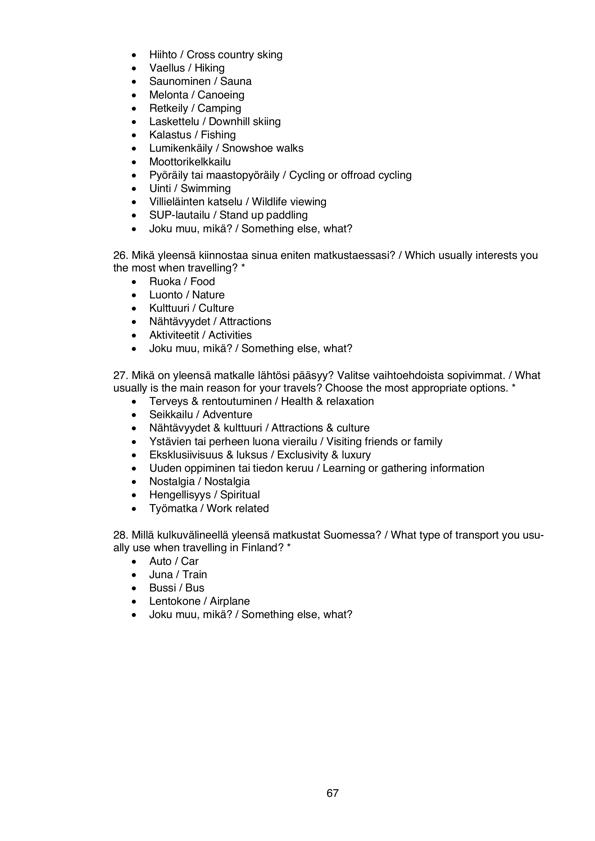 • Hiihto / Cross country sking
• Vaellus / Hiking
• Saunominen / Sauna
• Melonta / Canoeing
• Retkeily / Camping
• Laskettelu / Downhill skiing
• Kalastus / Fishing
• Lumikenkäily / Snowshoe walks
• Moottorikelkkailu
• Pyöräily tai maastopyöräily / Cycling or offroad cycling
• Uinti / Swimming
• Villieläinten katselu / Wildlife viewing
• SUP-lautailu / Stand up paddling
• Joku muu, mikä? / Something else, what?
26. Mikä yleensä kiinnostaa sinua eniten matkustaessasi? / Which usually interests you
the most when travelling? *
• Ruoka / Food
• Luonto / Nature
• Kulttuuri / Culture
• Nähtävyydet / Attractions
• Aktiviteetit / Activities
• Joku muu, mikä? / Something else, what?
27. Mikä on yleensä matkalle lähtösi pääsyy? Valitse vaihtoehdoista sopivimmat. / What
usually is the main reason for your travels? Choose the most appropriate options. *
• Terveys & rentoutuminen / Health & relaxation
• Seikkailu / Adventure
• Nähtävyydet & kulttuuri / Attractions & culture
• Ystävien tai perheen luona vierailu / Visiting friends or family
• Eksklusiivisuus & luksus / Exclusivity & luxury
• Uuden oppiminen tai tiedon keruu / Learning or gathering information
• Nostalgia / Nostalgia
• Hengellisyys / Spiritual
• Työmatka / Work related
28. Millä kulkuvälineellä yleensä matkustat Suomessa? / What type of transport you usu-
ally use when travelling in Finland? *
• Auto / Car
• Juna / Train
• Bussi / Bus
• Lentokone / Airplane
• Joku muu, mikä? / Something else, what?
67